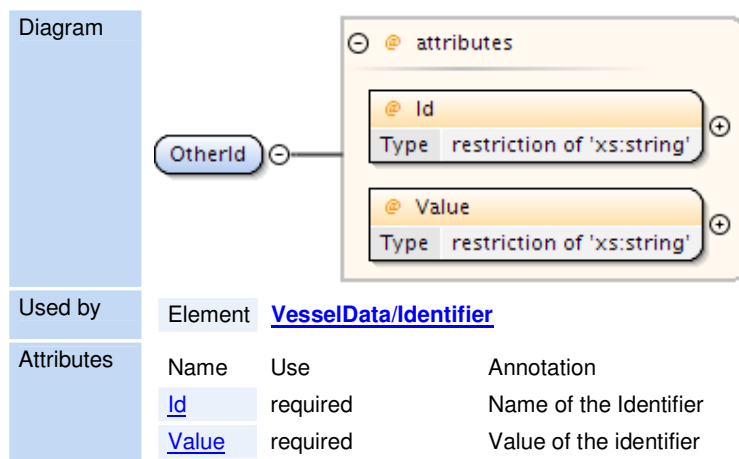 Diagram
@ attributes
@ Id
Type restriction of 'xs:string'
OtherId
@ Value
Type restriction of 'xs:string'
Used by Element VesselData/Identifier
Attributes Name Use Annotation
Id required Name of the Identifier
Value required Value of the identifier